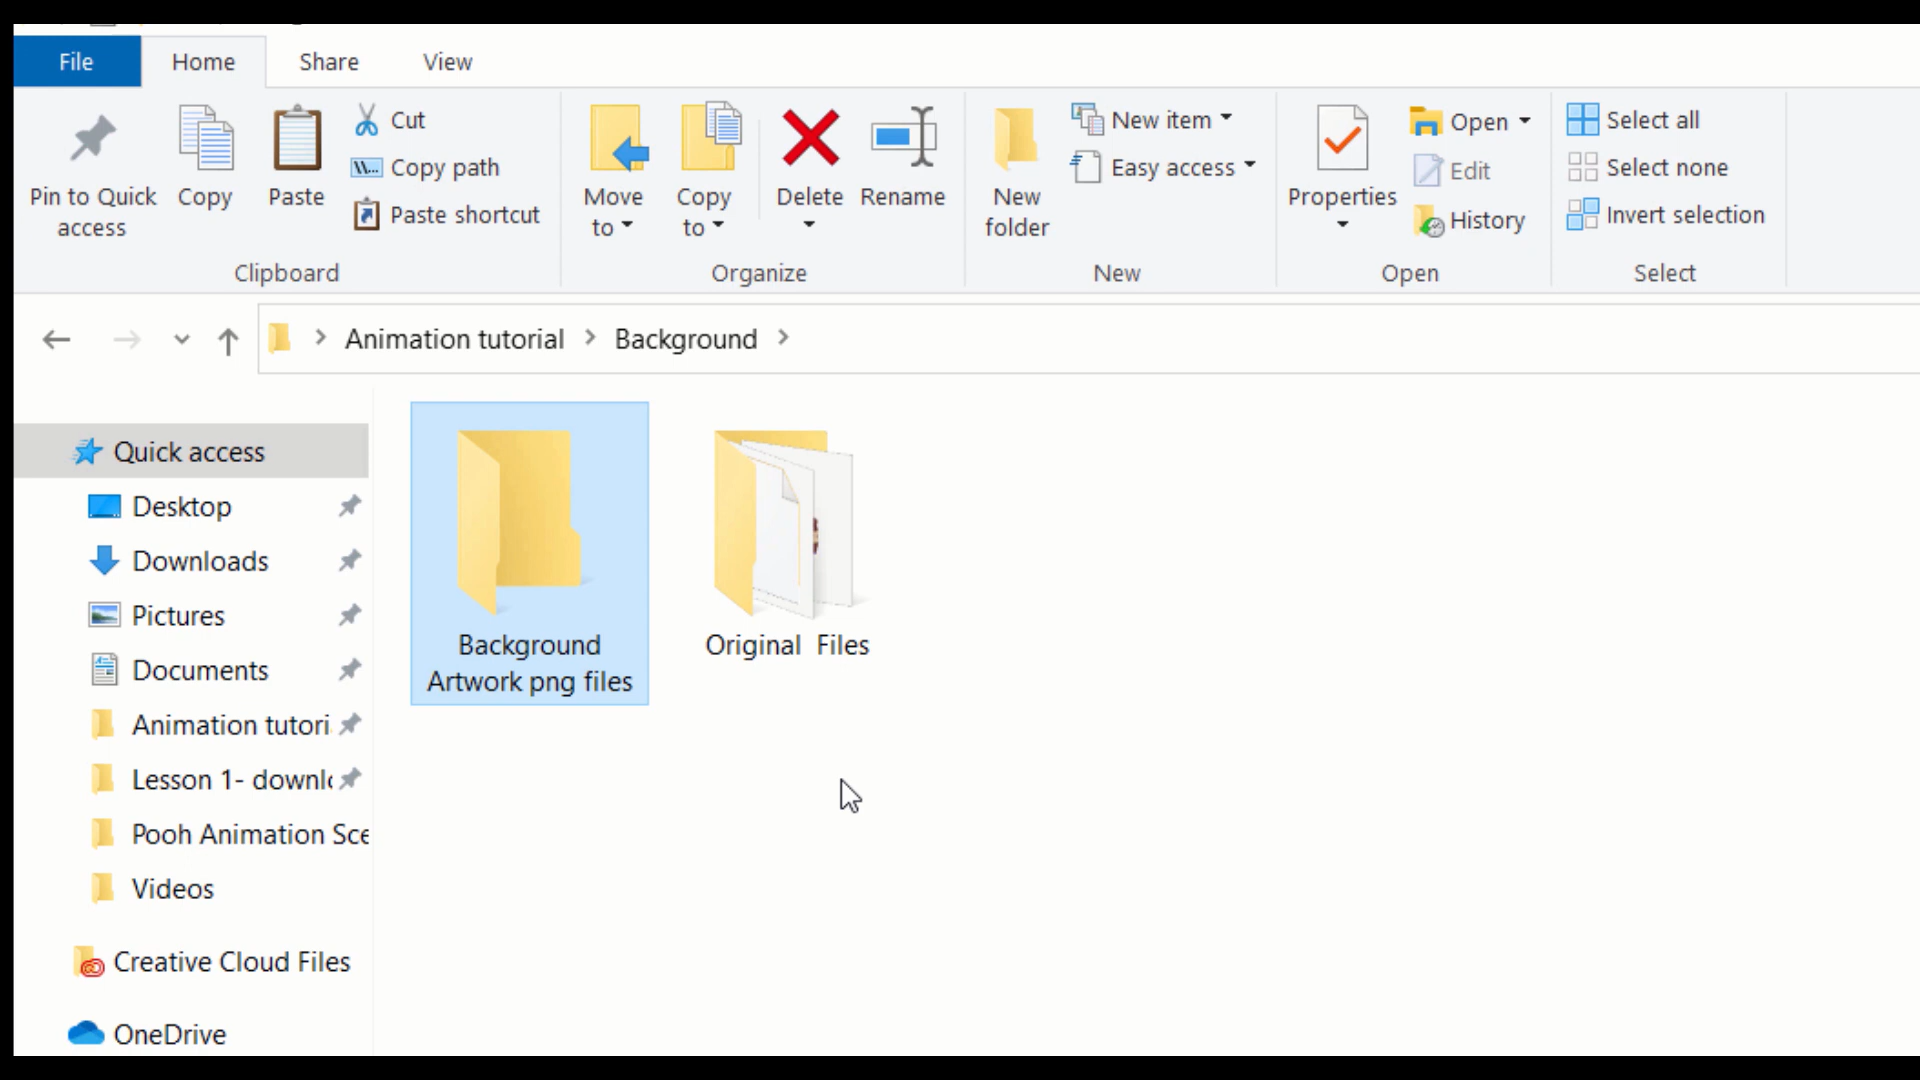 File Home Share View
Pin to Quick access
Copy
Paste
Cut
Copy path
Paste shortcut
Clipboard
Move to
Copy to
Delete
Rename
Organize
New folder
New item
Easy access
New
Properties
Open
Edit
History
Open
Select all
Select none
Invert selection
Select
Animation tutorial Background
Quick access
Desktop
Downloads
Pictures
Documents
Animation tutori
Lesson 1- downl
Pooh Animation Sce
Videos
Creative Cloud Files
OneDrive
Background
Artwork png files
Original Files